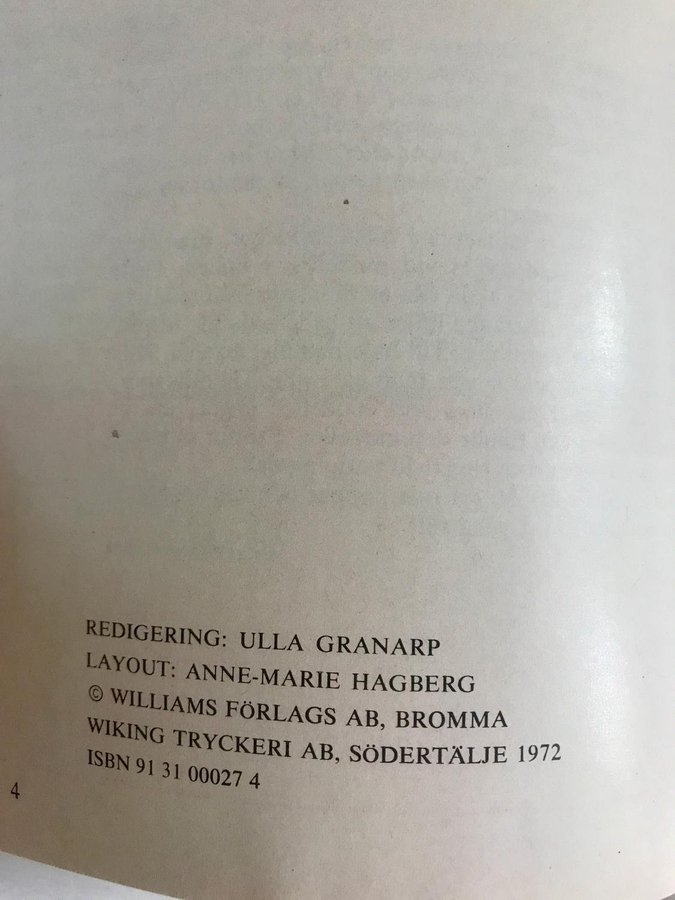 REDIGERING: ULLA GRANARP
LAYOUT: ANNE-MARIE HAGBERG
© WILLIAMS FÖRLAGS AB, BROMMA
WIKING TRYCKERI AB, SÖDERTÄLJE 1972
ISBN 91 31 00027 4
4